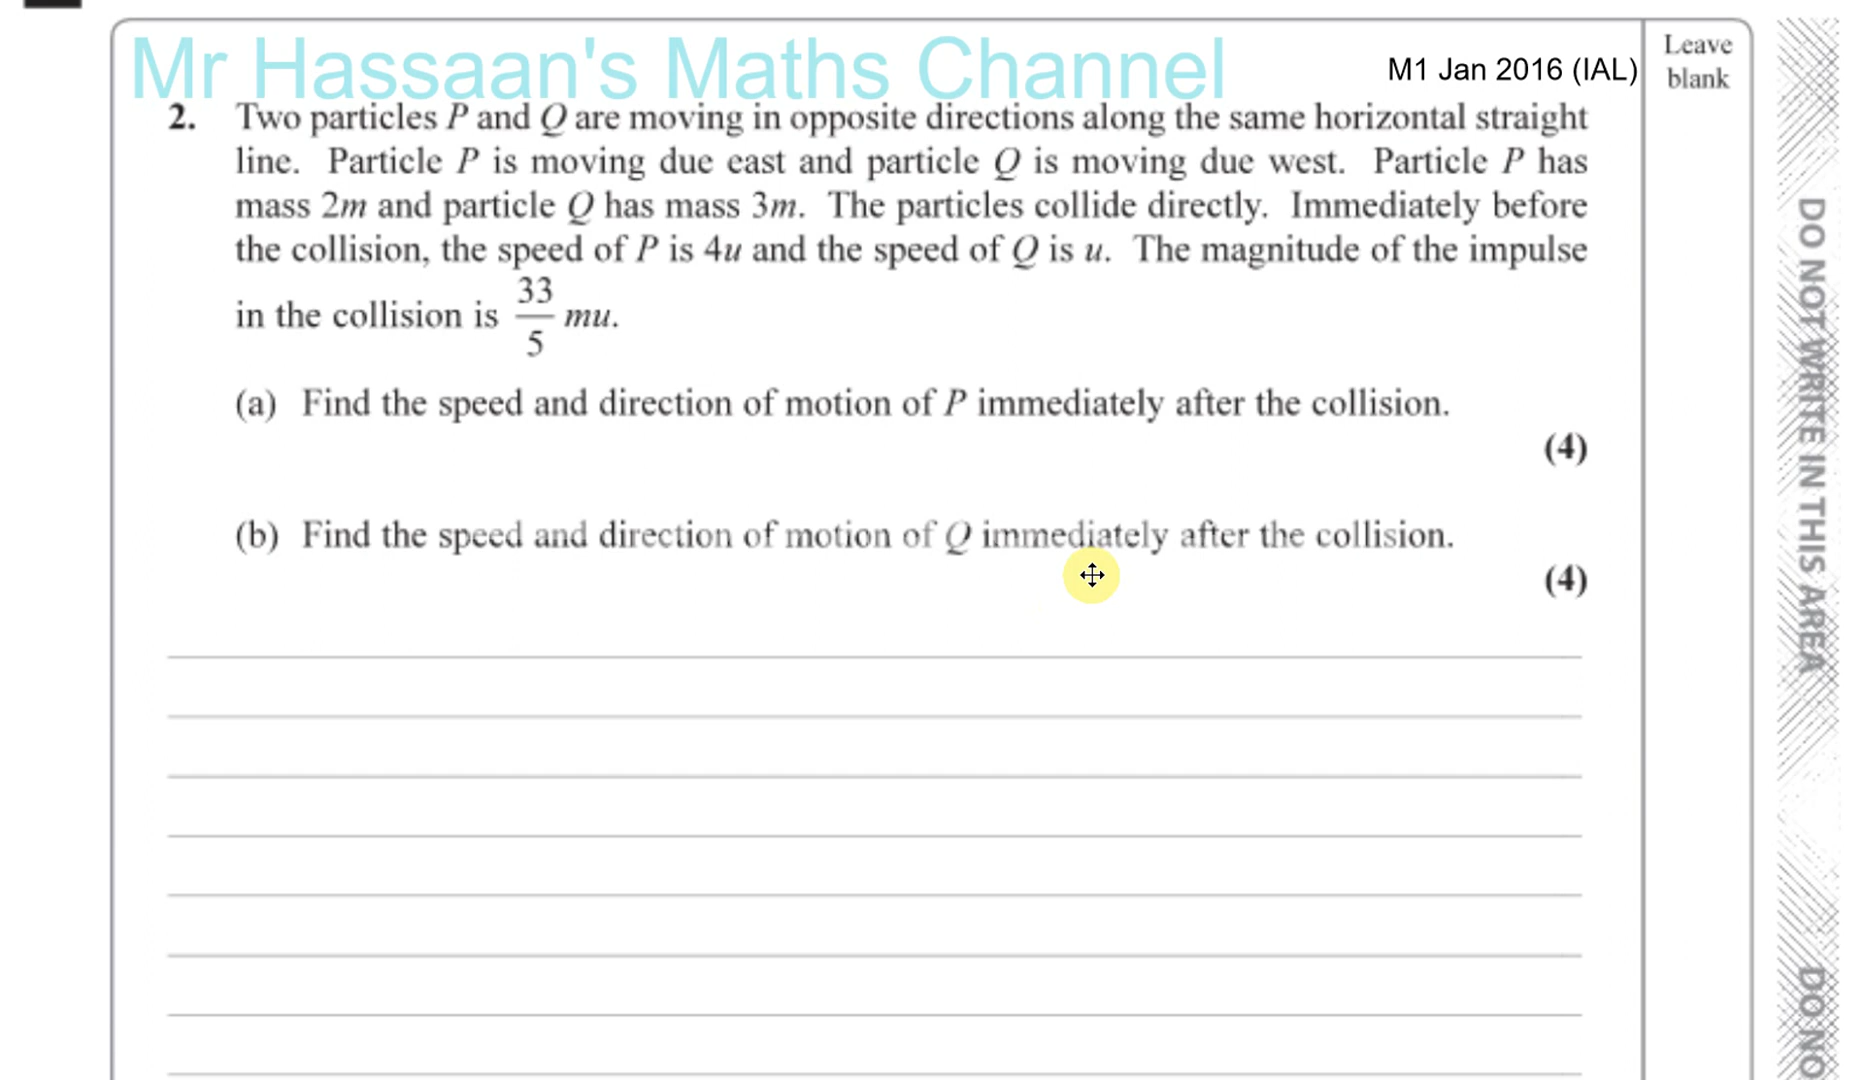 Mr Hassaan's Maths Channel
M1 Jan 2016 (IAL)
Leave
blank
2. Two particles P and Q are moving in opposite directions along the same horizontal straight
line. Particle P is moving due east and particle Q is moving due west. Particle P has
mass 2m and particle Q has mass 3m. The particles collide directly. Immediately before
the collision, the speed of P is 4u and the speed of Q is u. The magnitude of the impulse
in the collision is 33/5 mu.
(a) Find the speed and direction of motion of P immediately after the collision.
(4)
(b) Find the speed and direction of motion of Q immediately after the collision.
(4)
DO NOT WRITE IN THIS AREA
DO NO